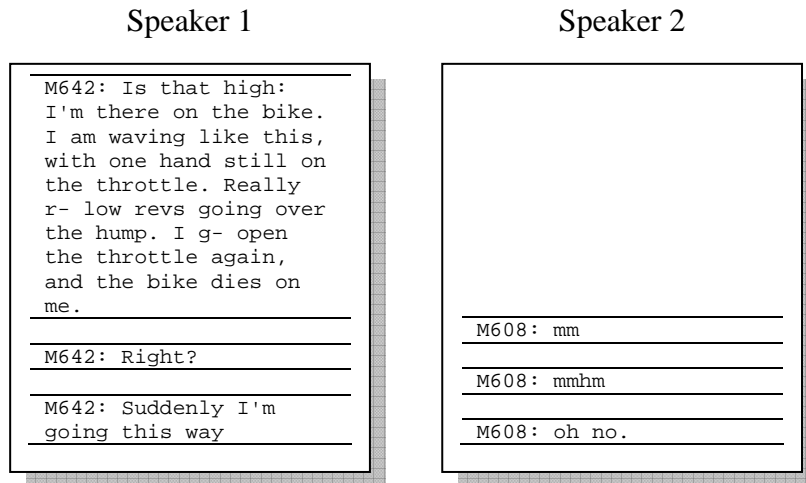 Speaker 1
Speaker 2
M642: Is that high:
I'm there on the bike.
I am waving like this,
with one hand still on
the throttle. Really
r- low revs going over
the hump. I g- open
the throttle again,
and the bike dies on
me.
M608: mm
M642: Right?
M608: mmhm
M642: Suddenly I'm
going this way
M608: oh no.